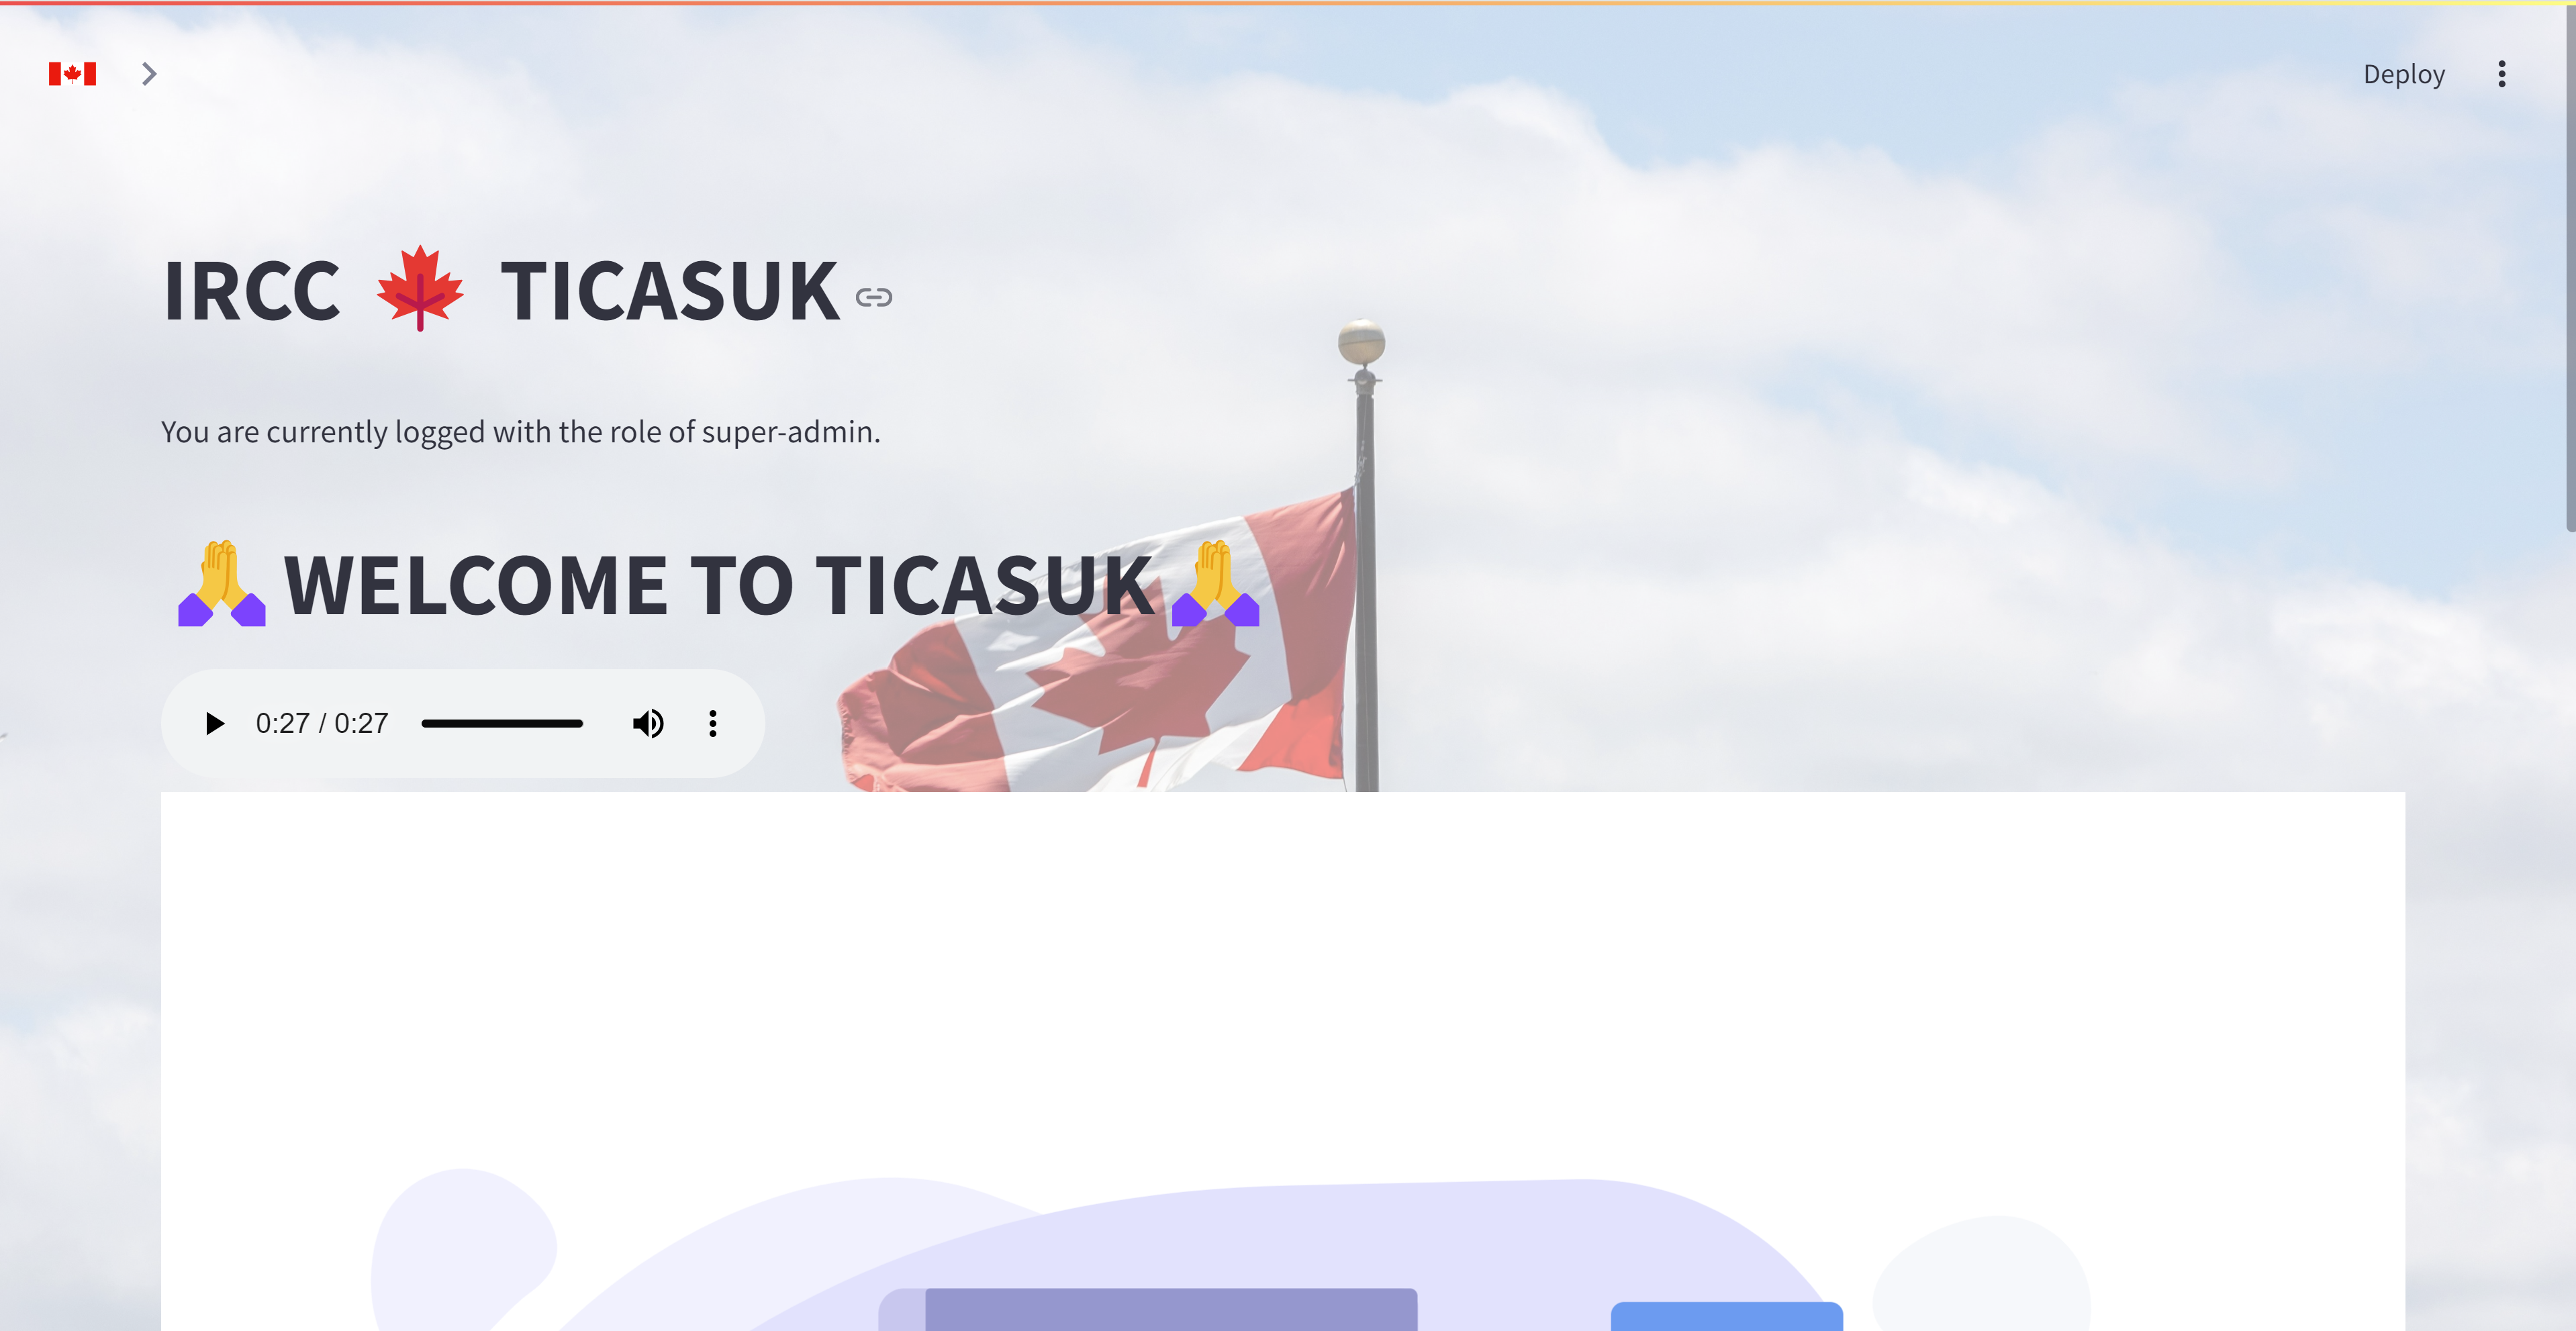 Deploy
IRCC 🍁 TICASUK
You are currently logged with the role of super-admin.
🙏 WELCOME TO TICASUK 🙏
0:27 / 0:27